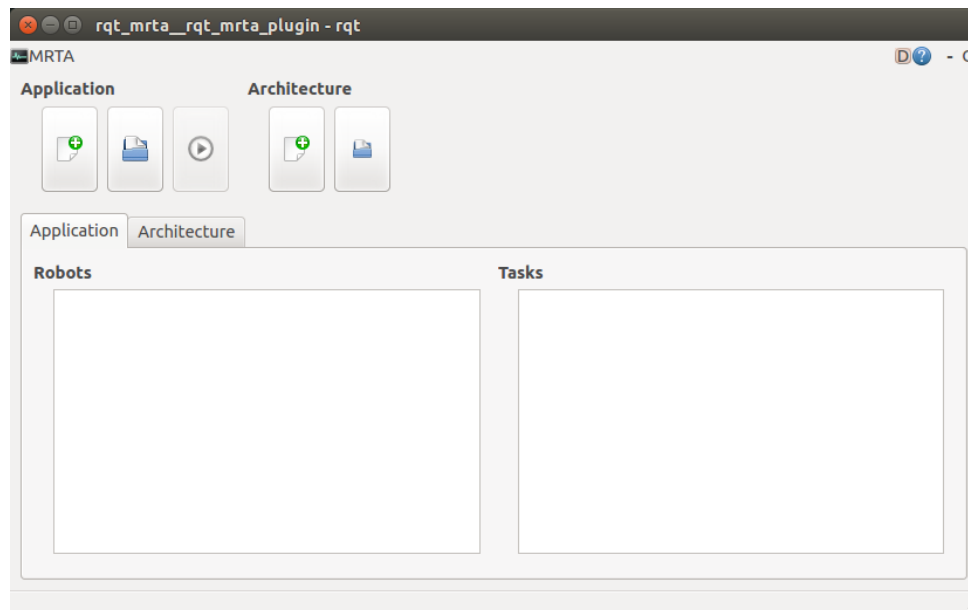 rqt_mrta__rqt_mrta_plugin - rqt
MRTA D ? -
Application Architecture
Application Architecture
Robots Tasks